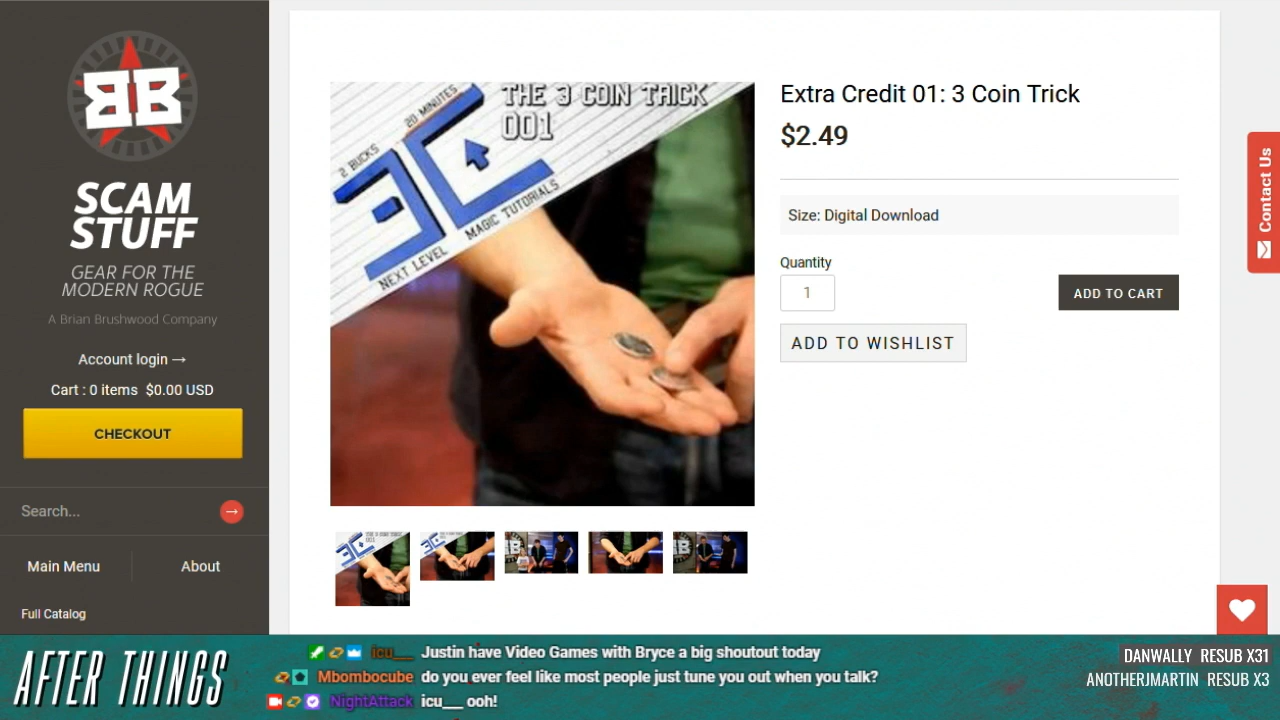 BB
SCAM
STUFF
GEAR FOR THE
MODERN ROGUE
A Brian Brushwood Company
Account login →
Cart : 0 items $0.00 USD
CHECKOUT
Search...
Main Menu
About
Full Catalog
THE 3 COIN TRICK
001
2 BUCKS
20 MINUTES
3C
NEXT LEVEL
MAGIC TUTORIALS
Extra Credit 01: 3 Coin Trick
$2.49
Size: Digital Download
Quantity
1
ADD TO CART
ADD TO WISHLIST
Contact Us
AFTER THINGS
icu___ Justin have Video Games with Bryce a big shoutout today
Mbombocube do you ever feel like most people just tune you out when you talk?
NightAttack icu___ ooh!
DANWALLY RESUB X31
ANOTHERJMARTIN RESUB X3